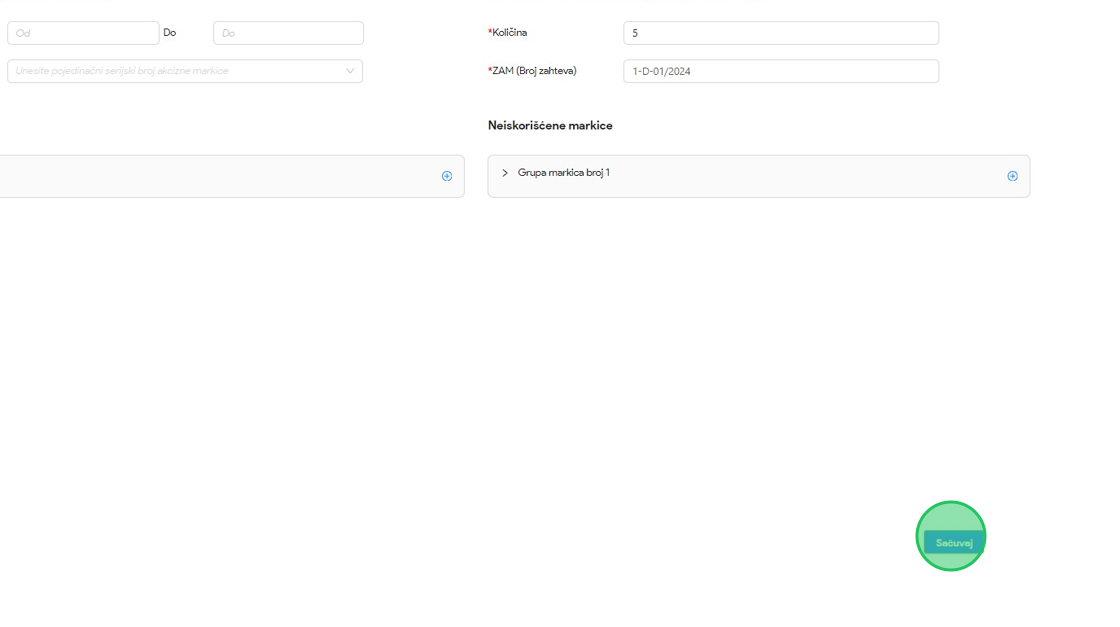 Od
Do
Do
*Količina
5
Unesite pojedinačni serijski broj akcizne markice
*ZAM (Broj zahteva)
1-D-01/2024
Neiskorišćene markice
Grupa markica broj 1
Sačuvaj